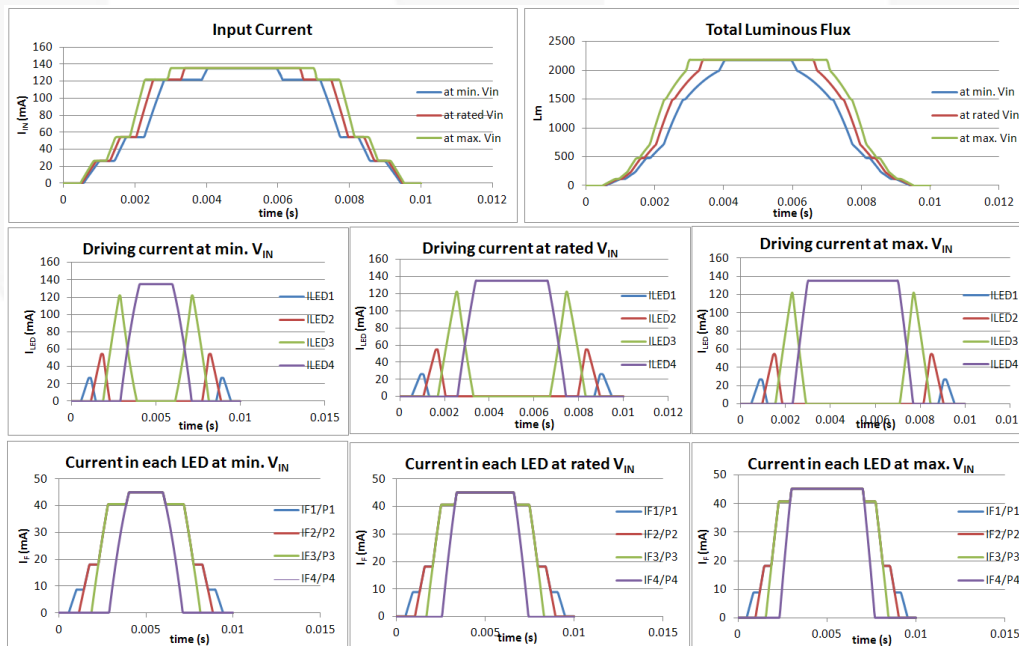 Input Current
I_IN (mA)
160
140
120
100
80
60
40
20
0
0 0.002 0.004 0.006 0.008 0.01 0.012
time (s)
at min. Vin
at rated Vin
at max. Vin
Total Luminous Flux
Lm
2500
2000
1500
1000
500
0
0 0.002 0.004 0.006 0.008 0.01 0.012
time (s)
at min. Vin
at rated Vin
at max. Vin
Driving current at min. V_IN
I_LED (mA)
160
140
120
100
80
60
40
20
0
0 0.005 0.01 0.015
time (s)
ILED1
ILED2
ILED3
ILED4
Driving current at rated V_IN
I_LED (mA)
160
140
120
100
80
60
40
20
0
0 0.002 0.004 0.006 0.008 0.01 0.012
time (s)
ILED1
ILED2
ILED3
ILED4
Driving current at max. V_IN
I_LED (mA)
160
140
120
100
80
60
40
20
0
0 0.002 0.004 0.006 0.008 0.01 0.01
time (s)
ILED1
ILED2
ILED3
ILED4
Current in each LED at min. V_IN
I_F (mA)
50
40
30
20
10
0
0 0.005 0.01 0.015
time (s)
IF1/P1
IF2/P2
IF3/P3
IF4/P4
Current in each LED at rated V_IN
I_F (mA)
50
40
30
20
10
0
0 0.005 0.01 0.015
time (s)
IF1/P1
IF2/P2
IF3/P3
IF4/P4
Current in each LED at max. V_IN
I_F (mA)
50
40
30
20
10
0
0 0.005 0.01 0.015
time (s)
IF1/P1
IF2/P2
IF3/P3
IF4/P4